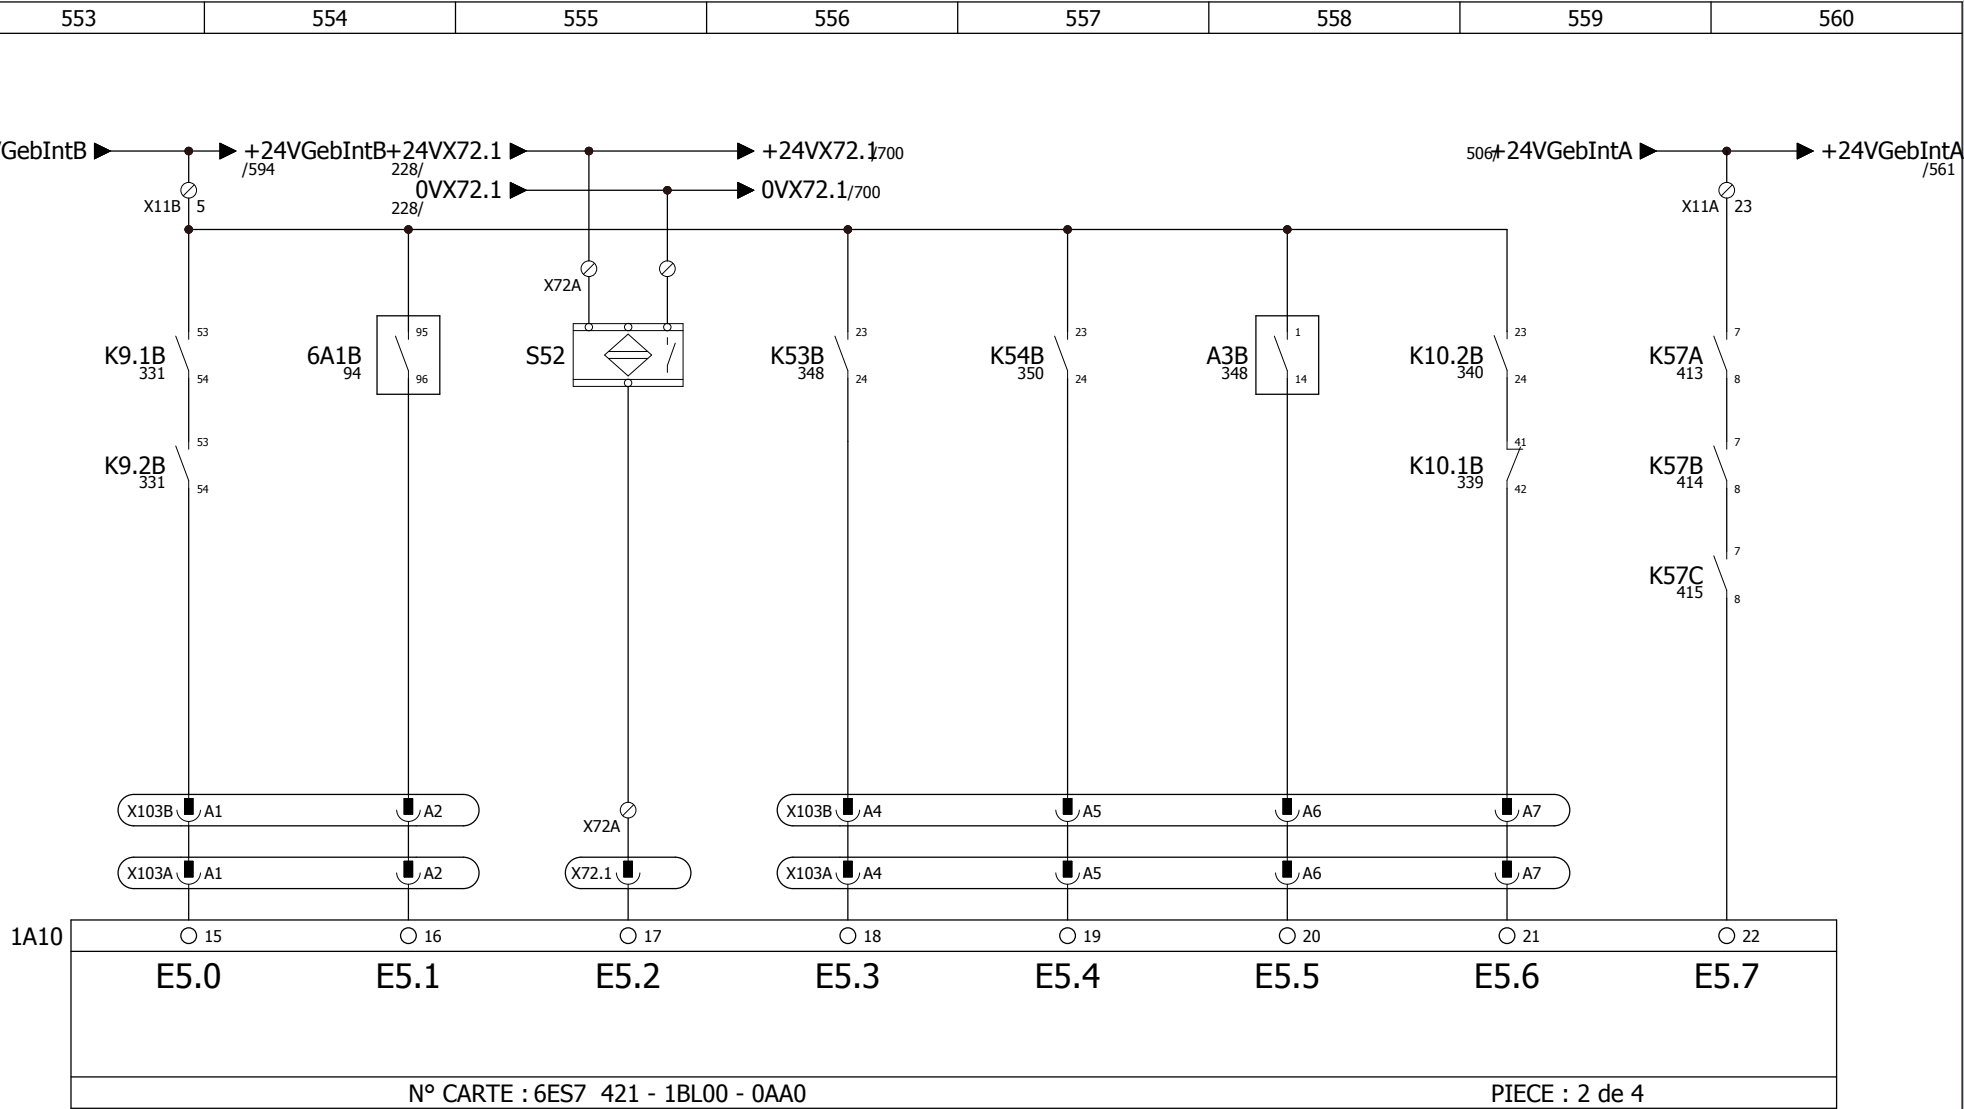 553 554 555 556 557 558 559 560
GebIntB +24VGebIntB +24VX72.1 +24VX72.1 /700 506/ +24VGebIntA +24VGebIntA
/594 228/ /561
0VX72.1 0VX72.1 /700
X11B 5 228/ X11A 23
X72A
53 95 23 23 1 23 7
K9.1B 6A1B S52 K53B K54B A3B K10.2B K57A
331 94 348 350 348 340 413
54 96 24 24 14 24 8
53 41 7
K9.2B K10.1B K57B
331 339 414
54 42 8
7
K57C
415
8
X103B A1 A2 X103B A4 A5 A6 A7
X72A
X103A A1 A2 X72.1 X103A A4 A5 A6 A7
1A10 15 16 17 18 19 20 21 22
E5.0 E5.1 E5.2 E5.3 E5.4 E5.5 E5.6 E5.7
N° CARTE : 6ES7 421 - 1BL00 - 0AA0 PIECE : 2 de 4